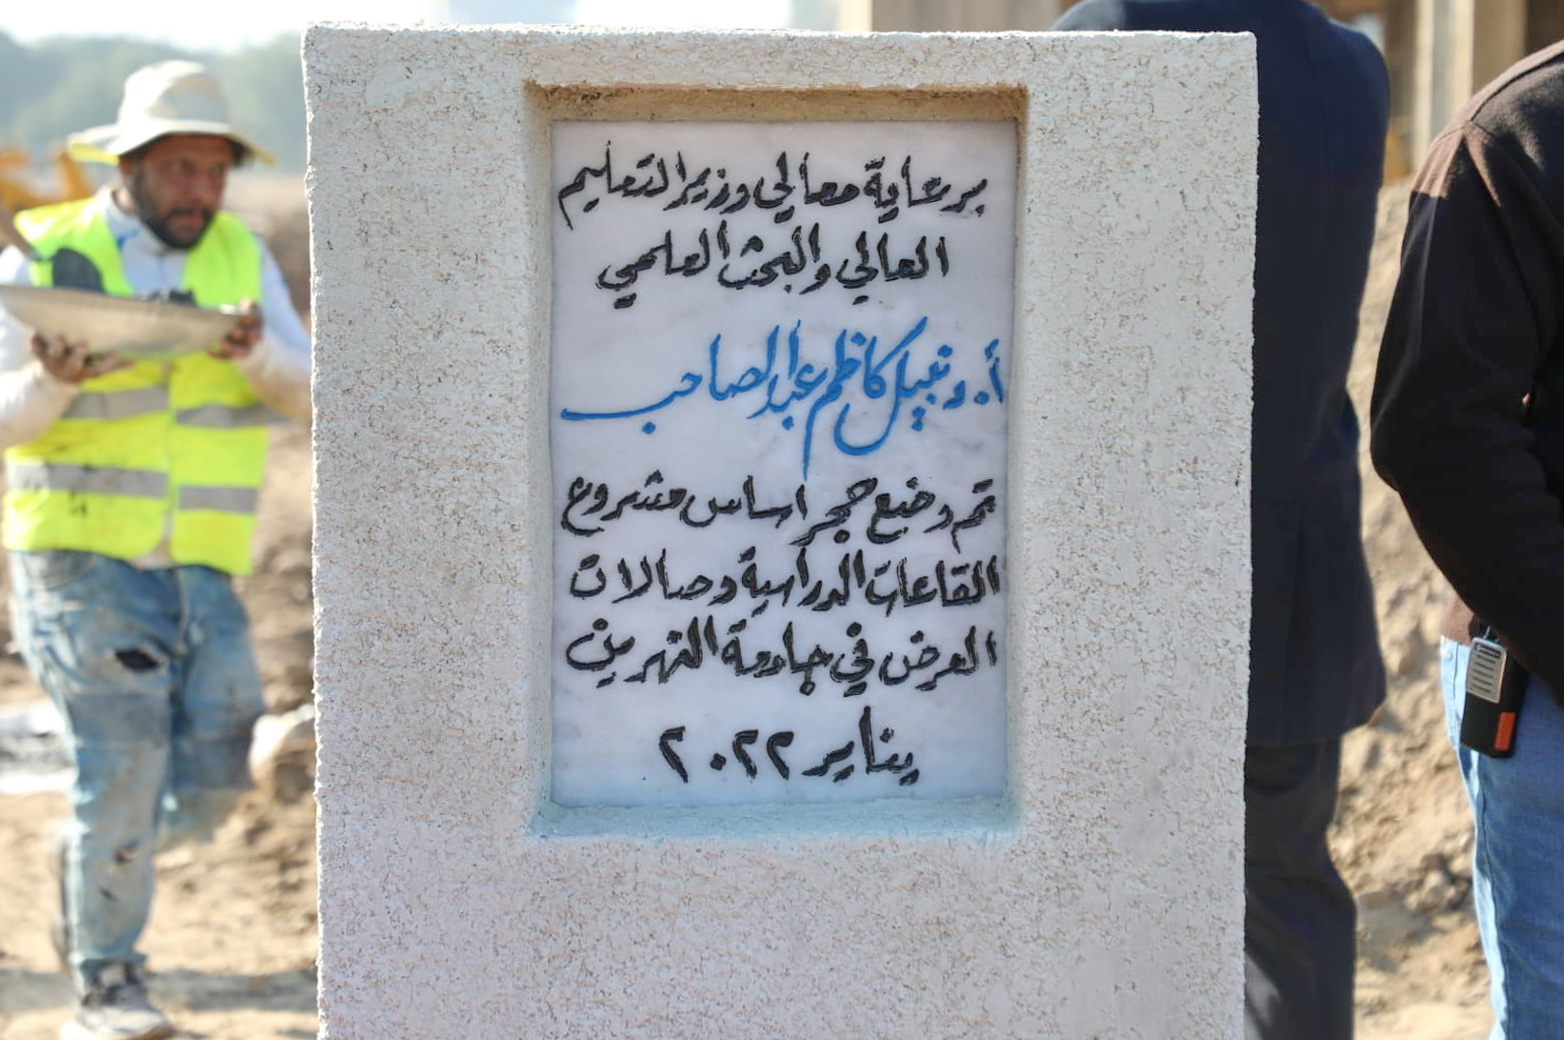 برعاية معالي وزير التعليم
العالي والبحث العلمي
أ. د نبيل كاظم عبد الصاحب
تم وضع حجر اساس مشروع
القاعات الدراسية وصالات
العرض في جامعة النهرين
يناير ٢٠٢٢